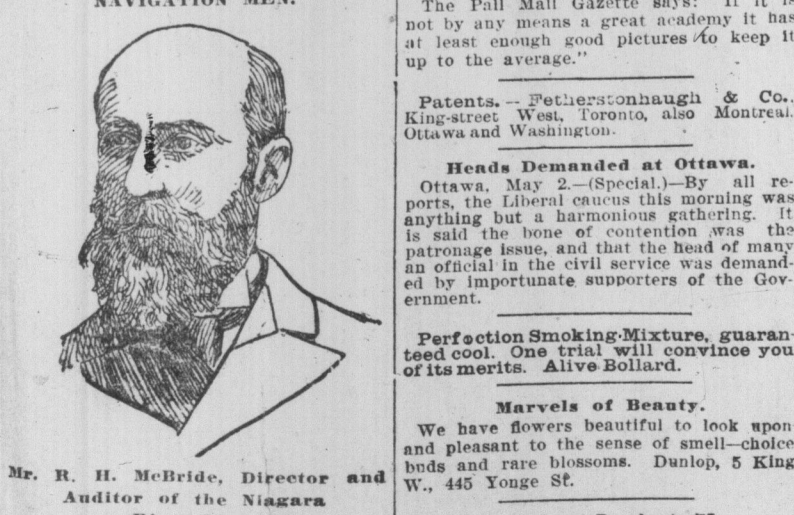 NAVIGATION MEN.
Mr. R. H. McBride, Director and
Auditor of the Niagara
The Pall Mall Gazette says: "If it is
not by any means a great academy it has
at least enough good pictures to keep it
up to the average."
Patents. — Fetherstonhaugh & Co.,
King-street West, Toronto, also Montreal,
Ottawa and Washington.
Heads Demanded at Ottawa.
Ottawa, May 2.—(Special.)—By all re-
ports, the Liberal caucus this morning was
anything but a harmonious gathering. It
is said the bone of contention was the
patronage issue, and that the head of many
an official in the civil service was demand-
ed by importunate supporters of the Gov-
ernment.
Perfection Smoking Mixture, guaran-
teed cool. One trial will convince you
of its merits. Alive Bollard.
Marvels of Beauty.
We have flowers beautiful to look upon
and pleasant to the sense of smell—choice
buds and rare blossoms. Dunlop, 5 King
W., 445 Yonge St.